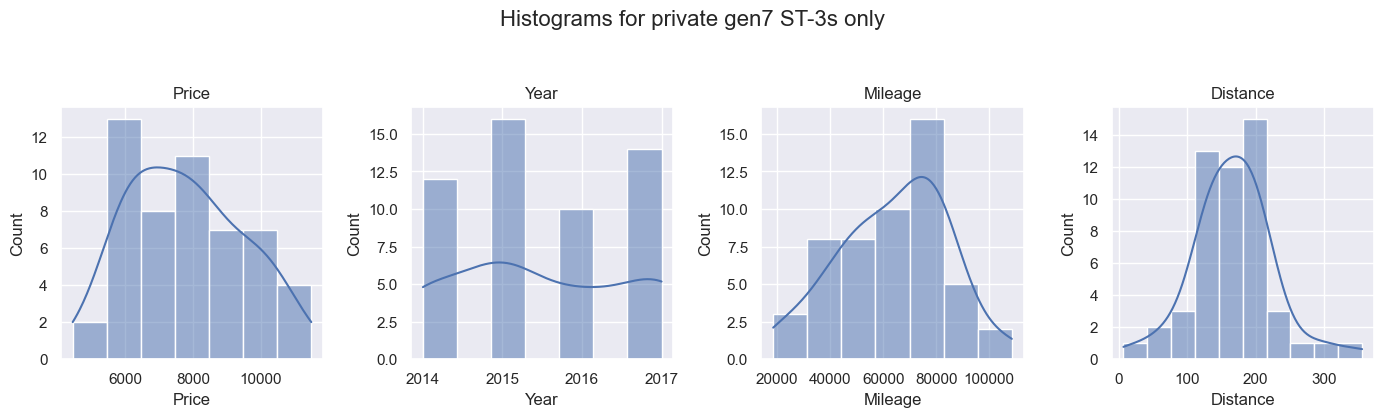 Histograms for private gen7 ST-3s only
Price
Count
12
10
8
6
4
2
0
6000 8000 10000
Price
Year
Count
15.0
12.5
10.0
7.5
5.0
2.5
0.0
2014 2015 2016 2017
Year
Mileage
Count
15.0
12.5
10.0
7.5
5.0
2.5
0.0
20000 40000 60000 80000 100000
Mileage
Distance
Count
14
12
10
8
6
4
2
0
0 100 200 300
Distance